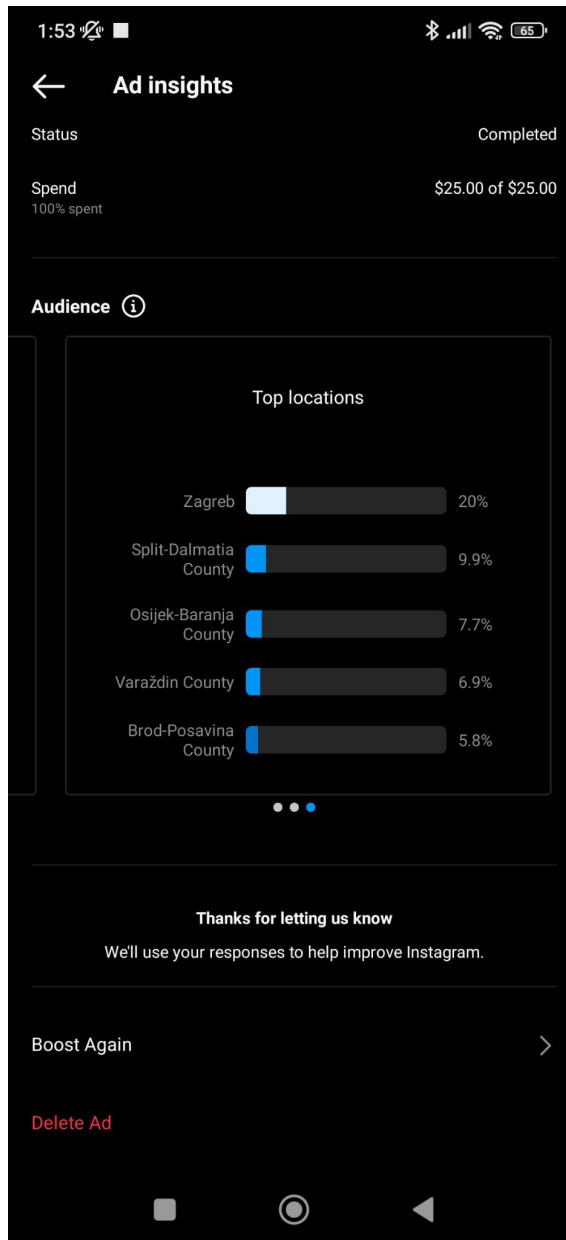 1:53
65
Ad insights
Status
Completed
Spend
$25.00 of $25.00
100% spent
Audience
Top locations
Zagreb
20%
Split-Dalmatia
County
9.9%
Osijek-Baranja
County
7.7%
Varaždin County
6.9%
Brod-Posavina
County
5.8%
Thanks for letting us know
We'll use your responses to help improve Instagram.
Boost Again
Delete Ad